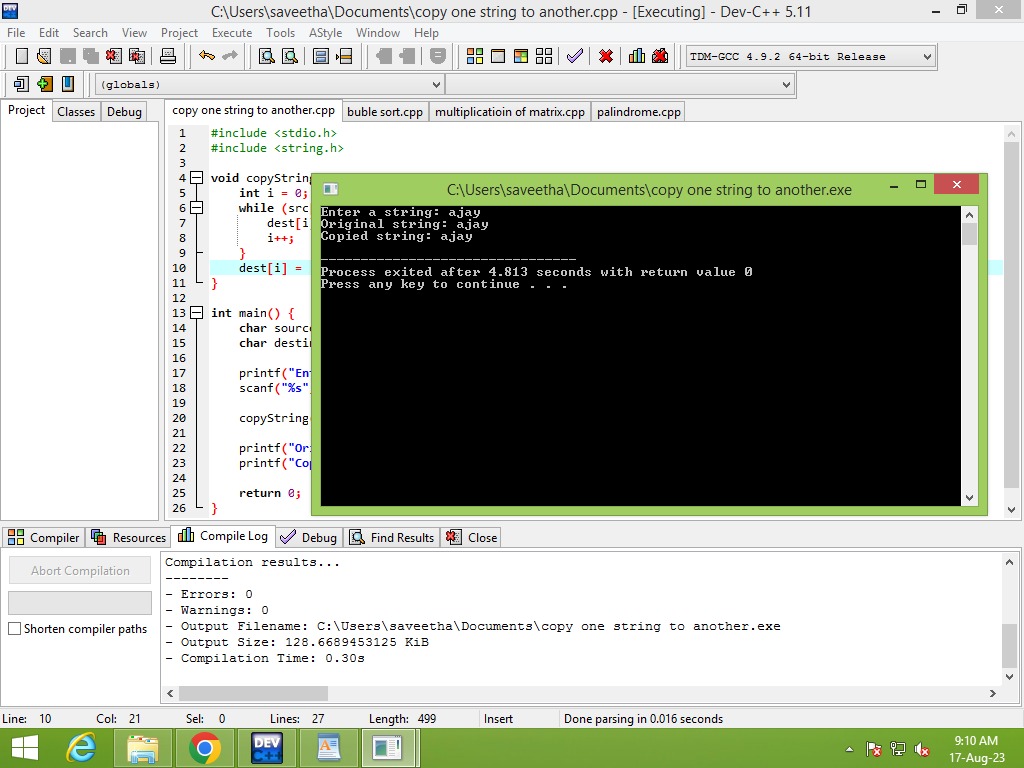 C:\Users\saveetha\Documents\copy one string to another.cpp - [Executing] - Dev-C++ 5.11
File Edit Search View Project Execute Tools AStyle Window Help
TDM-GCC 4.9.2 64-bit Release
(globals)
Project Classes Debug
copy one string to another.cpp buble sort.cpp multiplicatioin of matrix.cpp palindrome.cpp
1 #include <stdio.h>
2 #include <string.h>
3
4 void copyString
5 int i = 0;
6 while (src
7 dest[i
8 i++;
9 }
10 dest[i] =
11 }
12
13 int main() {
14 char source
15 char destin
16
17 printf("En
18 scanf("%s"
19
20 copyString
21
22 printf("Or
23 printf("Cop
24
25 return 0;
26 }
C:\Users\saveetha\Documents\copy one string to another.exe
Enter a string: ajay
Original string: ajay
Copied string: ajay
--------------------------------
Process exited after 4.813 seconds with return value 0
Press any key to continue . . .
Compiler Resources Compile Log Debug Find Results Close
Abort Compilation
Shorten compiler paths
Compilation results...
--------
- Errors: 0
- Warnings: 0
- Output Filename: C:\Users\saveetha\Documents\copy one string to another.exe
- Output Size: 128.6689453125 KiB
- Compilation Time: 0.30s
Line: 10 Col: 21 Sel: 0 Lines: 27 Length: 499 Insert Done parsing in 0.016 seconds
DEV C++
9:10 AM
17-Aug-23